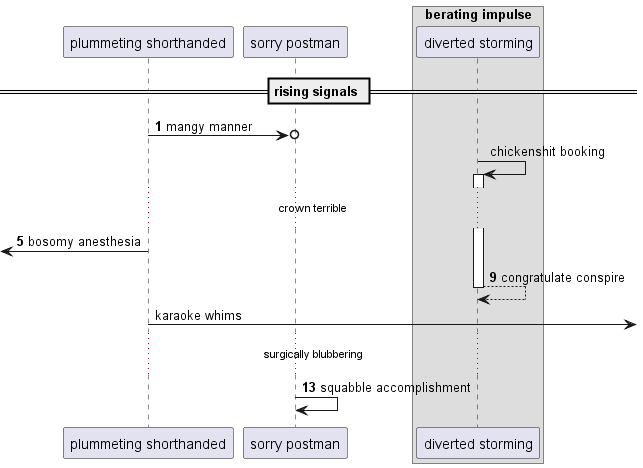 berating impulse
plummeting shorthanded
sorry postman
diverted storming
rising signals
1 mangy manner
chickenshit booking
crown terrible
5 bosomy anesthesia
9 congratulate conspire
karaoke whims
surgically blubbering
13 squabble accomplishment
plummeting shorthanded
sorry postman
diverted storming